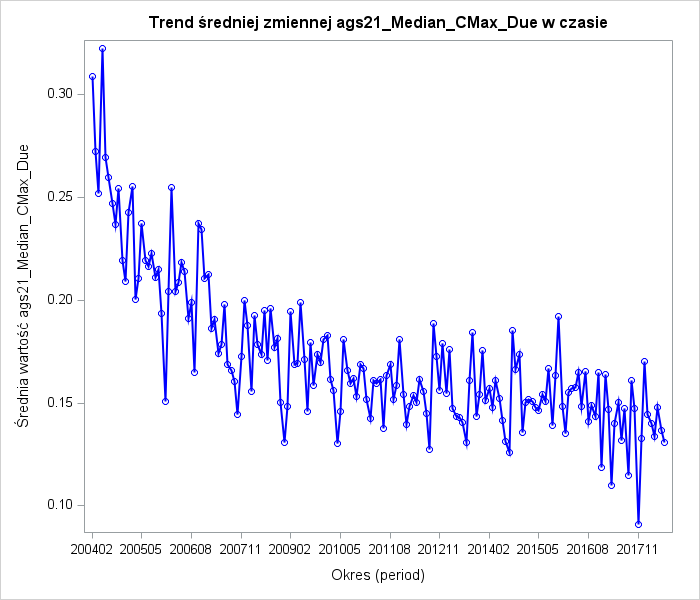 Trend średniej zmiennej ags21_Median_CMax_Due w czasie
Średnia wartość ags21_Median_CMax_Due
0.30
0.25
0.20
0.15
0.10
200402 200505 200608 200711 200902 201005 201108 201211 201402 201505 201608 201711
Okres (period)